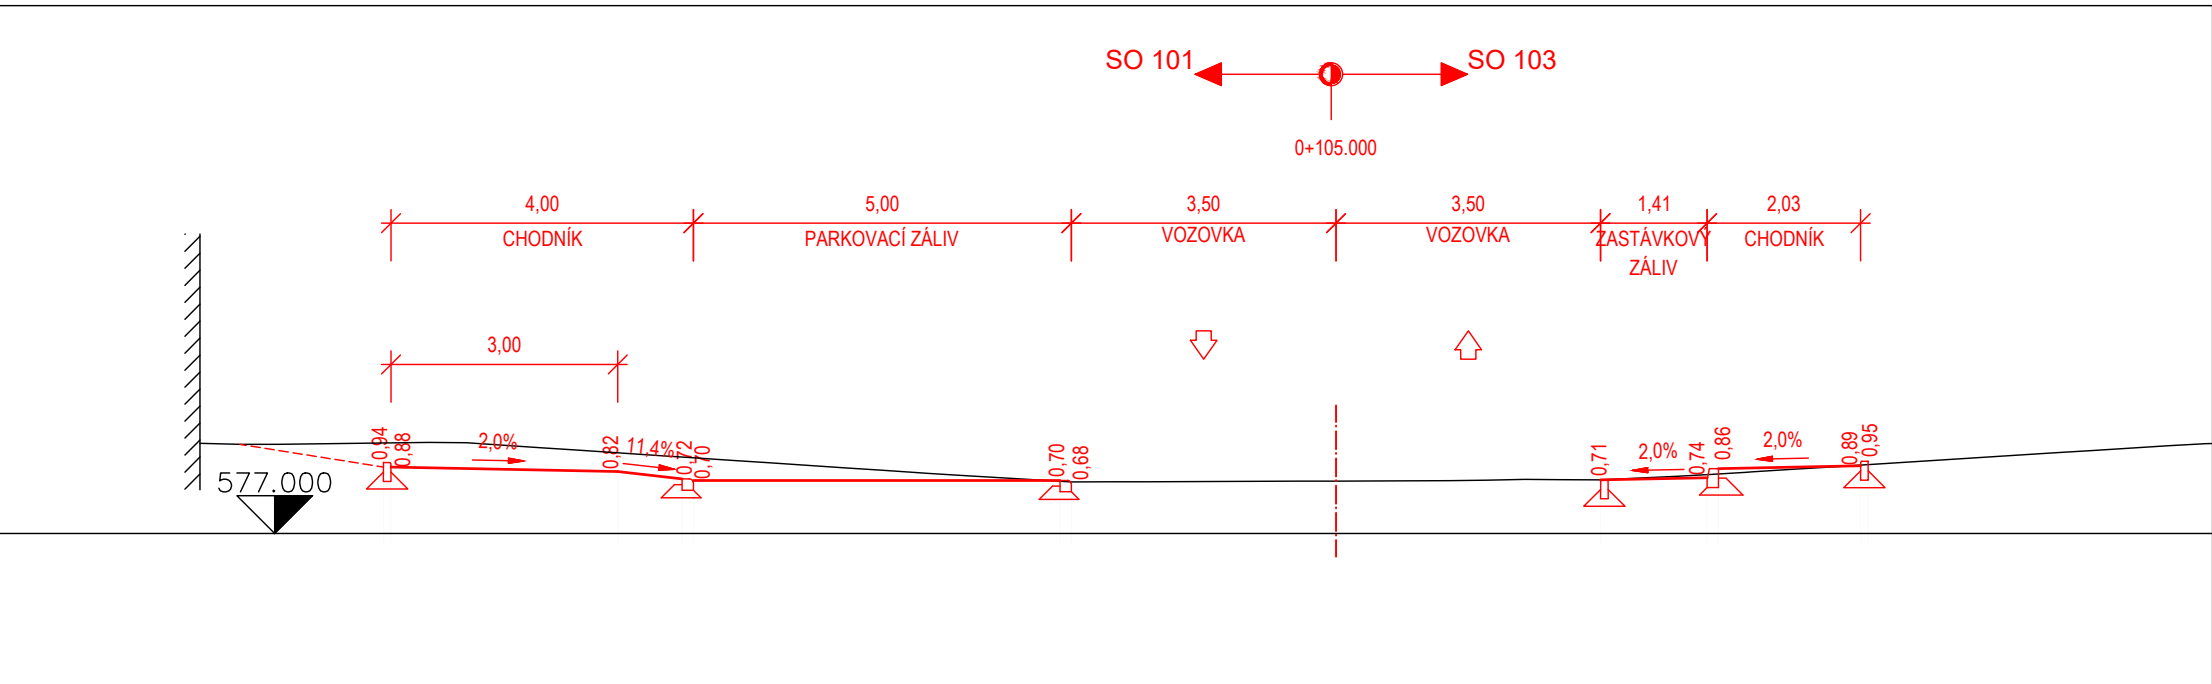 SO 101
SO 103
0+105.000
4,00
5,00
3,50
3,50
1,41
2,03
CHODNÍK
PARKOVACÍ ZÁLIV
VOZOVKA
VOZOVKA
ZASTÁVKOVÝ
ZÁLIV
CHODNÍK
3,00
0,94
0,88
2,0%
0,82
11,4%
0,72
0,70
0,70
0,68
0,71
2,0%
0,74
0,86
2,0%
0,89
0,95
577.000